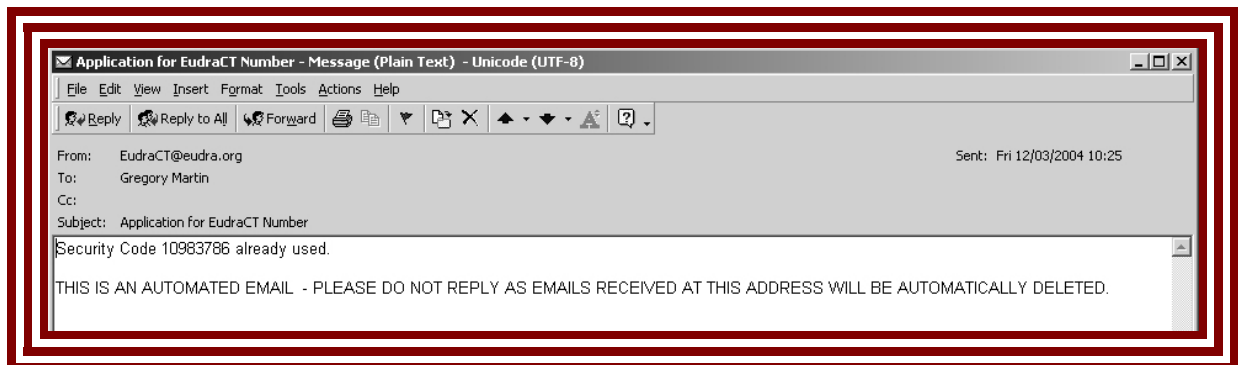 Application for EudraCT Number - Message (Plain Text) - Unicode (UTF-8)
File Edit View Insert Format Tools Actions Help
Reply Reply to All Forward
From: EudraCT@eudra.org Sent: Fri 12/03/2004 10:25
To: Gregory Martin
Cc:
Subject: Application for EudraCT Number
Security Code 10983786 already used.
THIS IS AN AUTOMATED EMAIL - PLEASE DO NOT REPLY AS EMAILS RECEIVED AT THIS ADDRESS WILL BE AUTOMATICALLY DELETED.